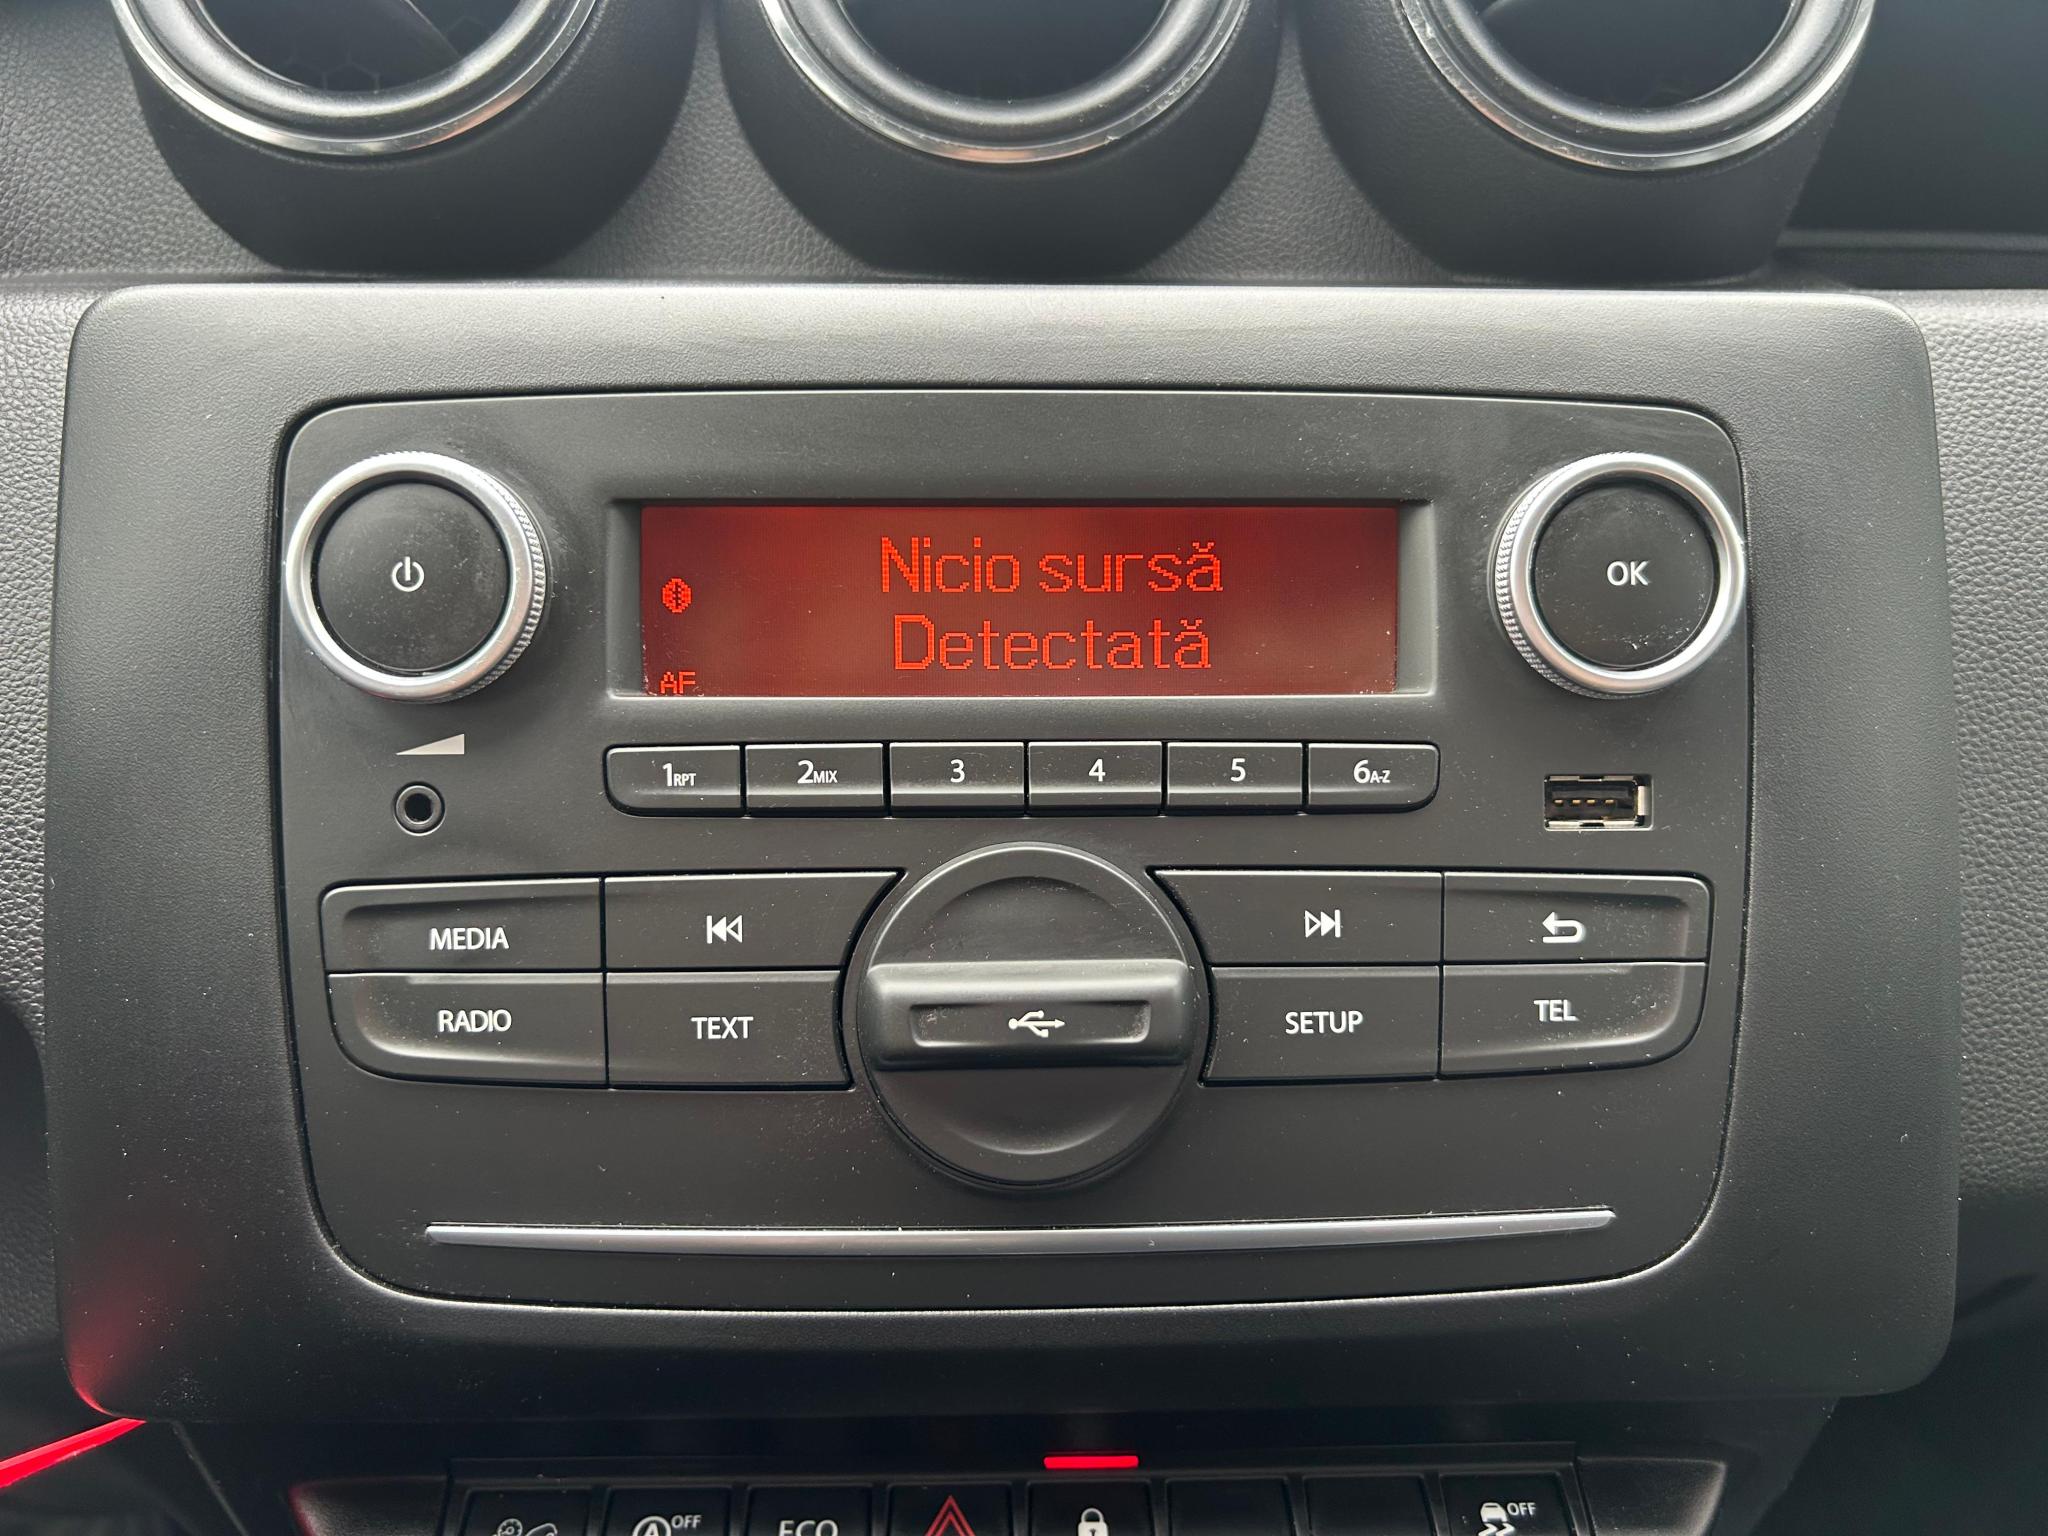 Nicio sursă
Detectată
AF
OK
1RPT 2MIX 3 4 5 6A-Z
MEDIA
RADIO TEXT SETUP TEL
OFF ECO OFF